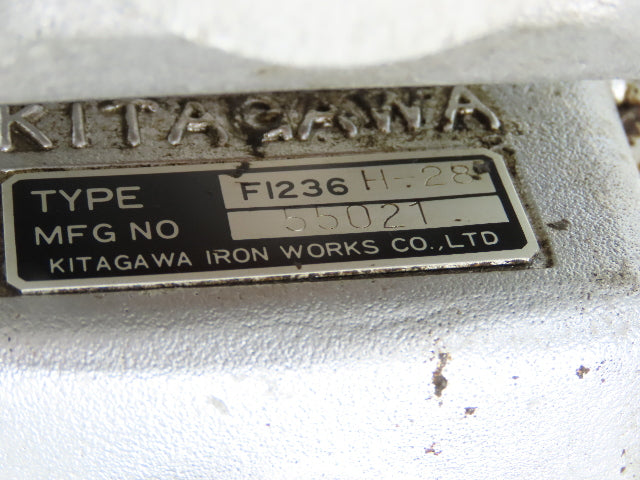 KITAGAWA
TYPE F1236 H-28
MFG NO 55021
KITAGAWA IRON WORKS CO.,LTD